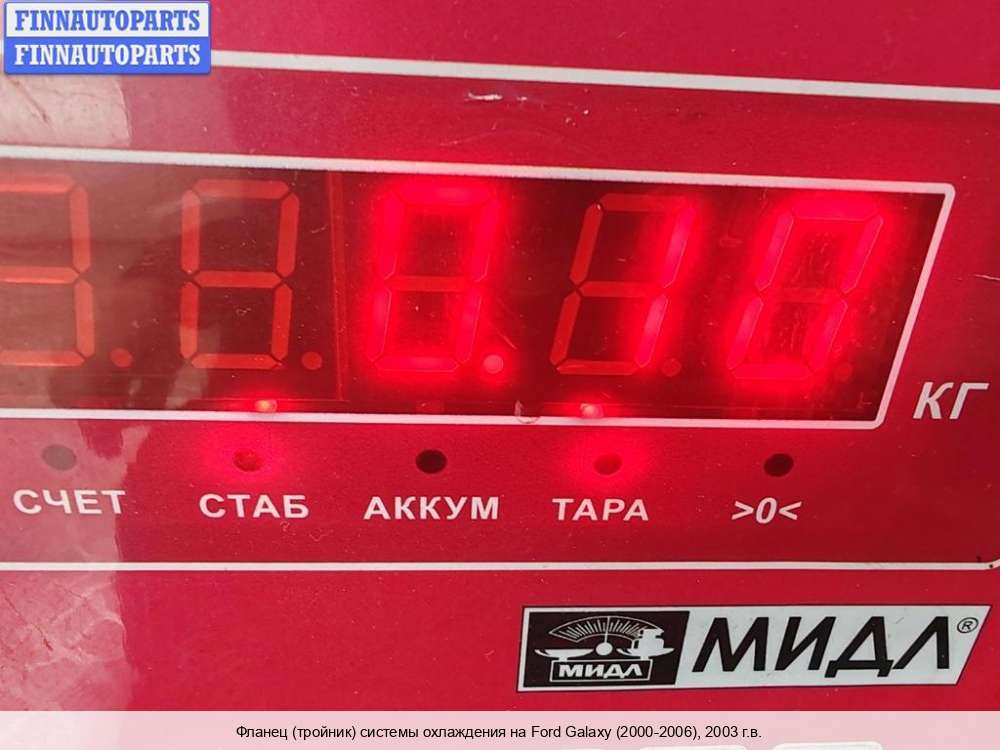 FINNAUTOPARTS
FINNAUTOPARTS
0.10
КГ
СЧЕТ СТАБ АККУМ ТАРА >0<
МИДЛ МИДЛ®
Фланец (тройник) системы охлаждения на Ford Galaxy (2000-2006), 2003 г.в.